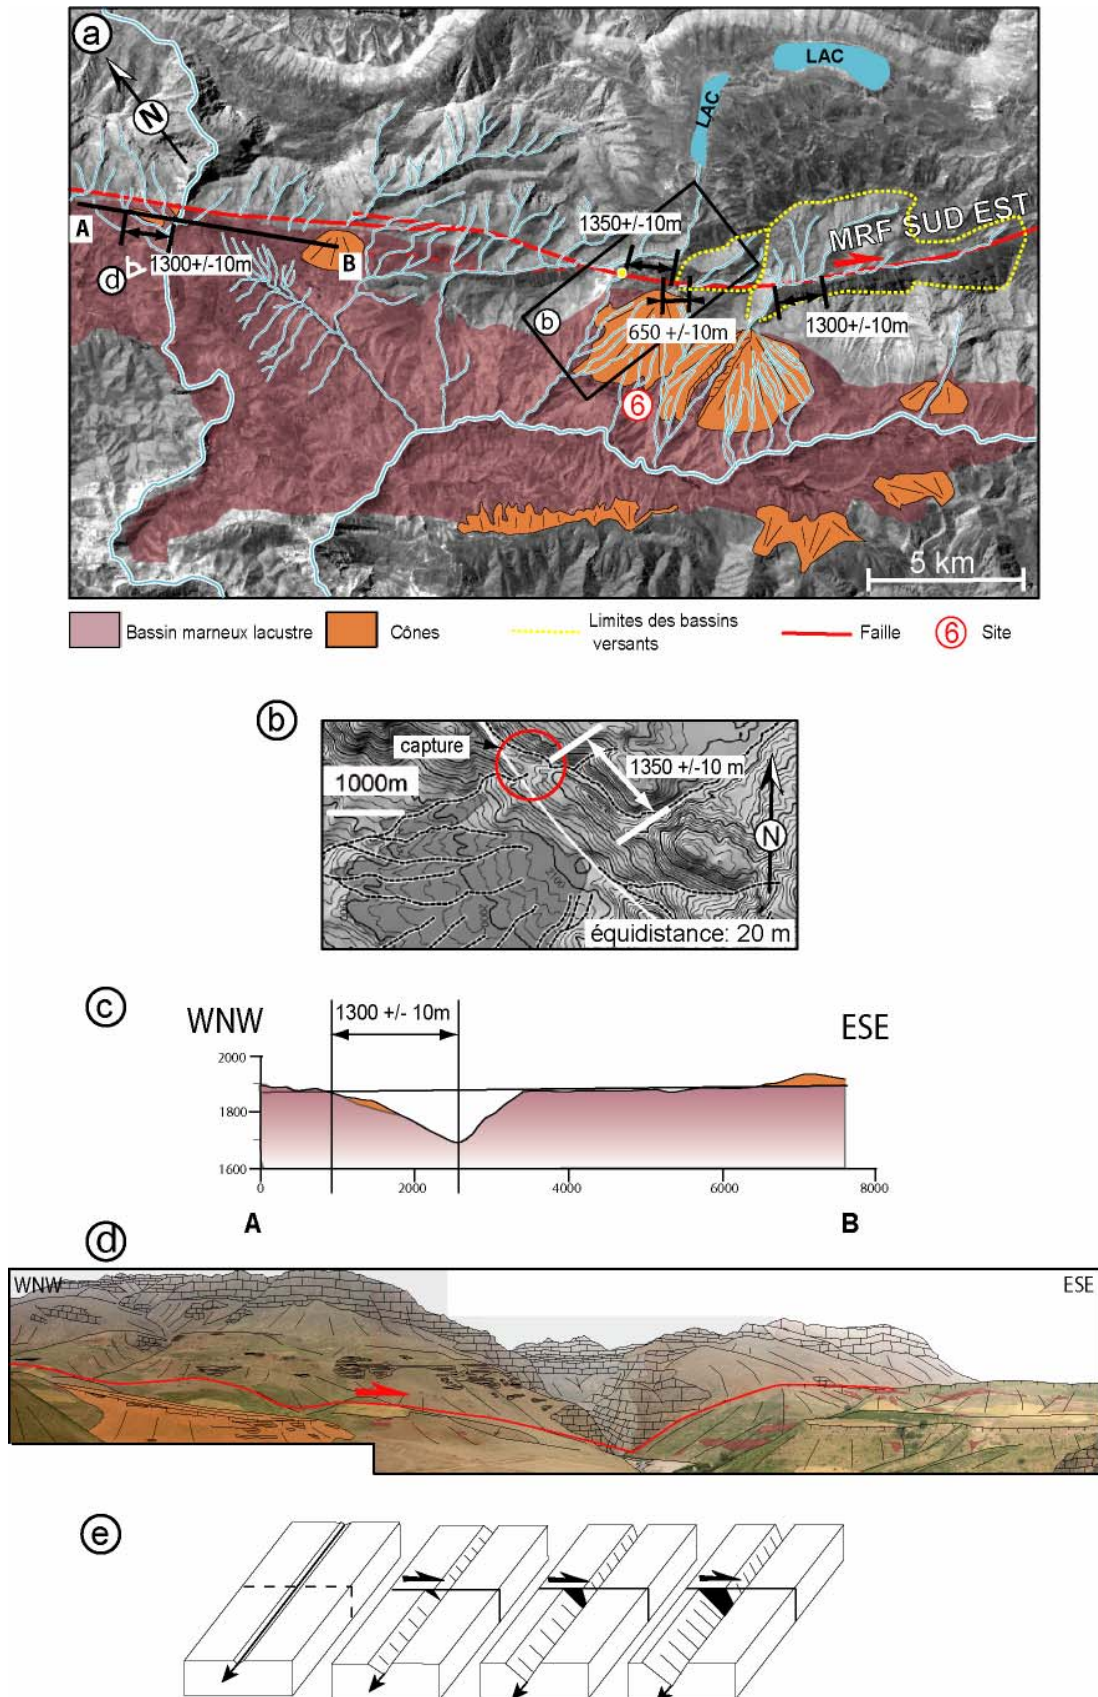 a
LAC
LAC
N
MRF SUD EST
1350+/-10m
A
B
d
1300+/-10m
b
650 +/-10m
1300+/-10m
6
5 km
Bassin marneux lacustre
Cônes
Limites des bassins
versants
Faille
6 Site
b
capture
1350 +/-10 m
1000m
N
2100
équidistance: 20 m
c
1300 +/- 10m
WNW
ESE
2000
1800
1600
0 2000 4000 6000 8000
A B
d
WNW ESE
e